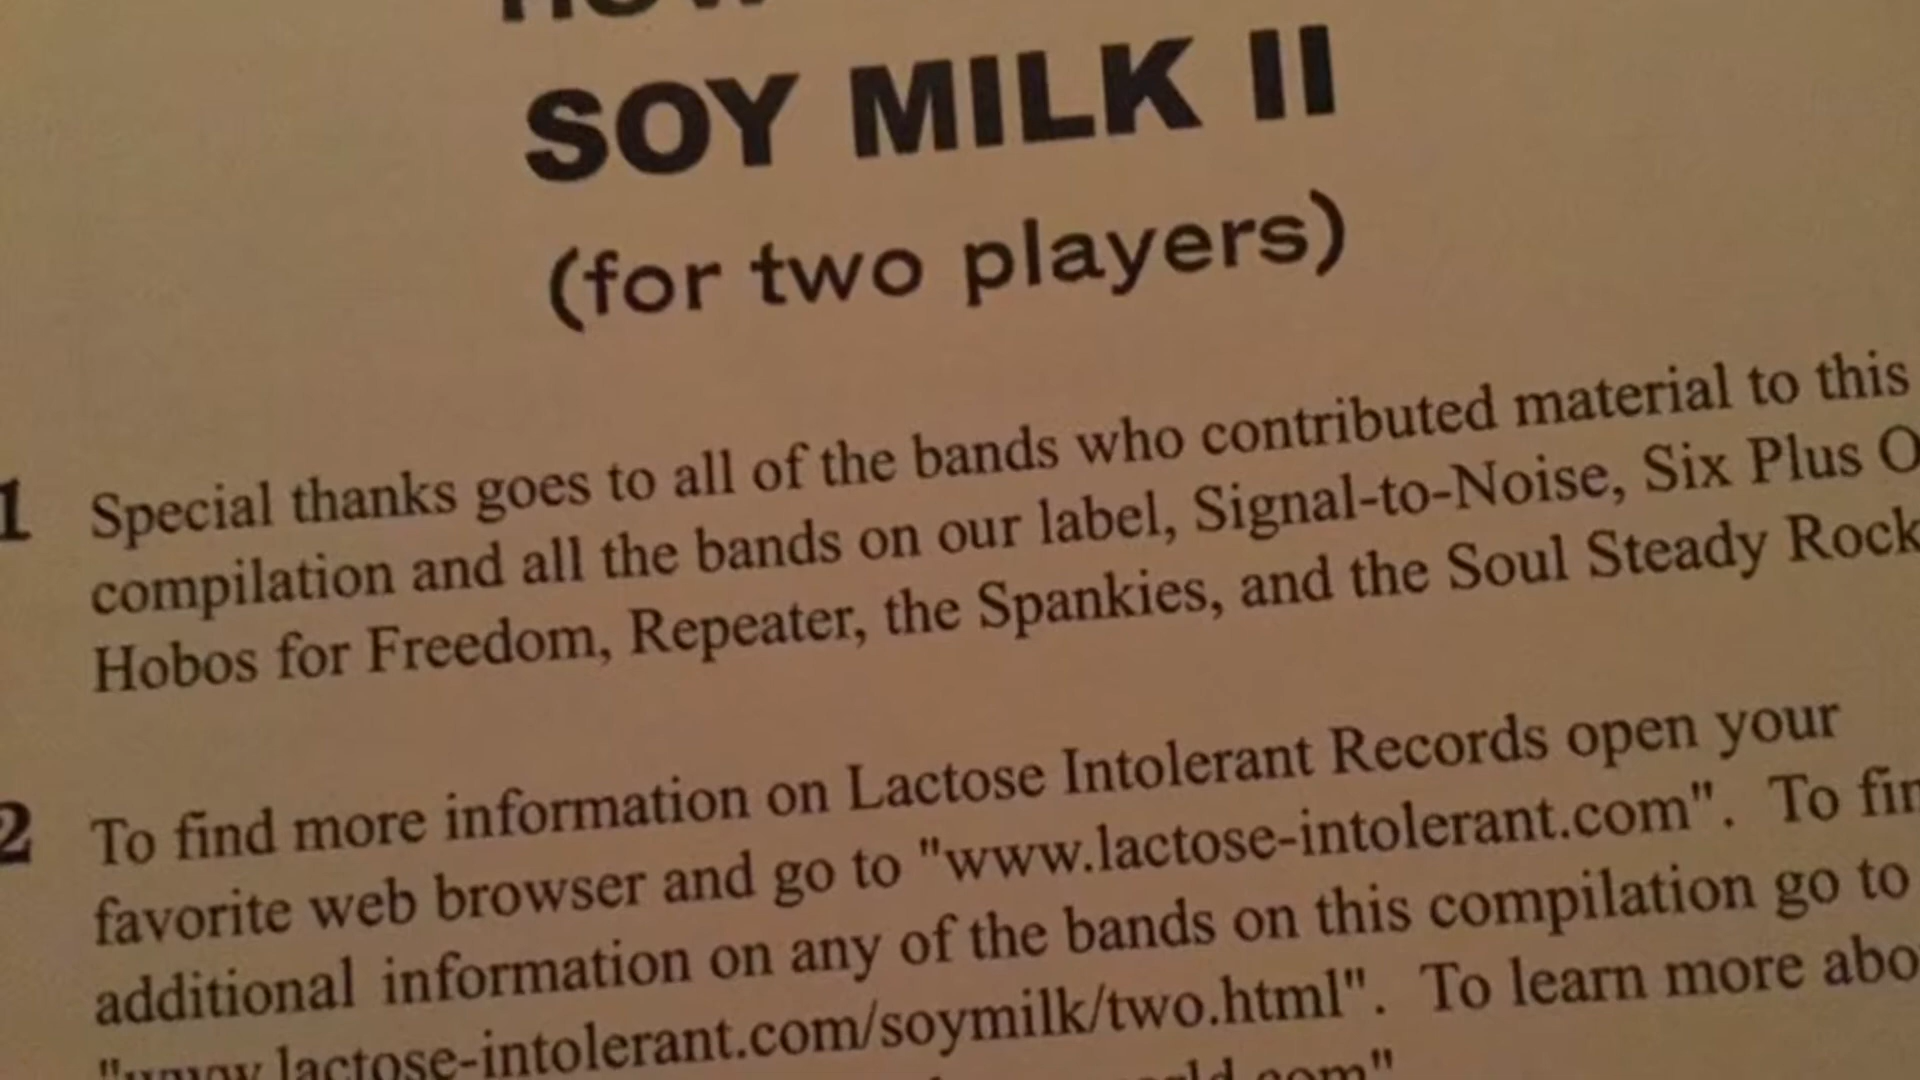 SOY MILK II
(for two players)
1 Special thanks goes to all of the bands who contributed material to this
compilation and all the bands on our label, Signal-to-Noise, Six Plus
Hobos for Freedom, Repeater, the Spankies, and the Soul Steady Rock
2 To find more information on Lactose Intolerant Records open your
favorite web browser and go to "www.lactose-intolerant.com". To
additional information on any of the bands on this compilation go to
"www.lactose-intolerant.com/soymilk/two.html". To learn more